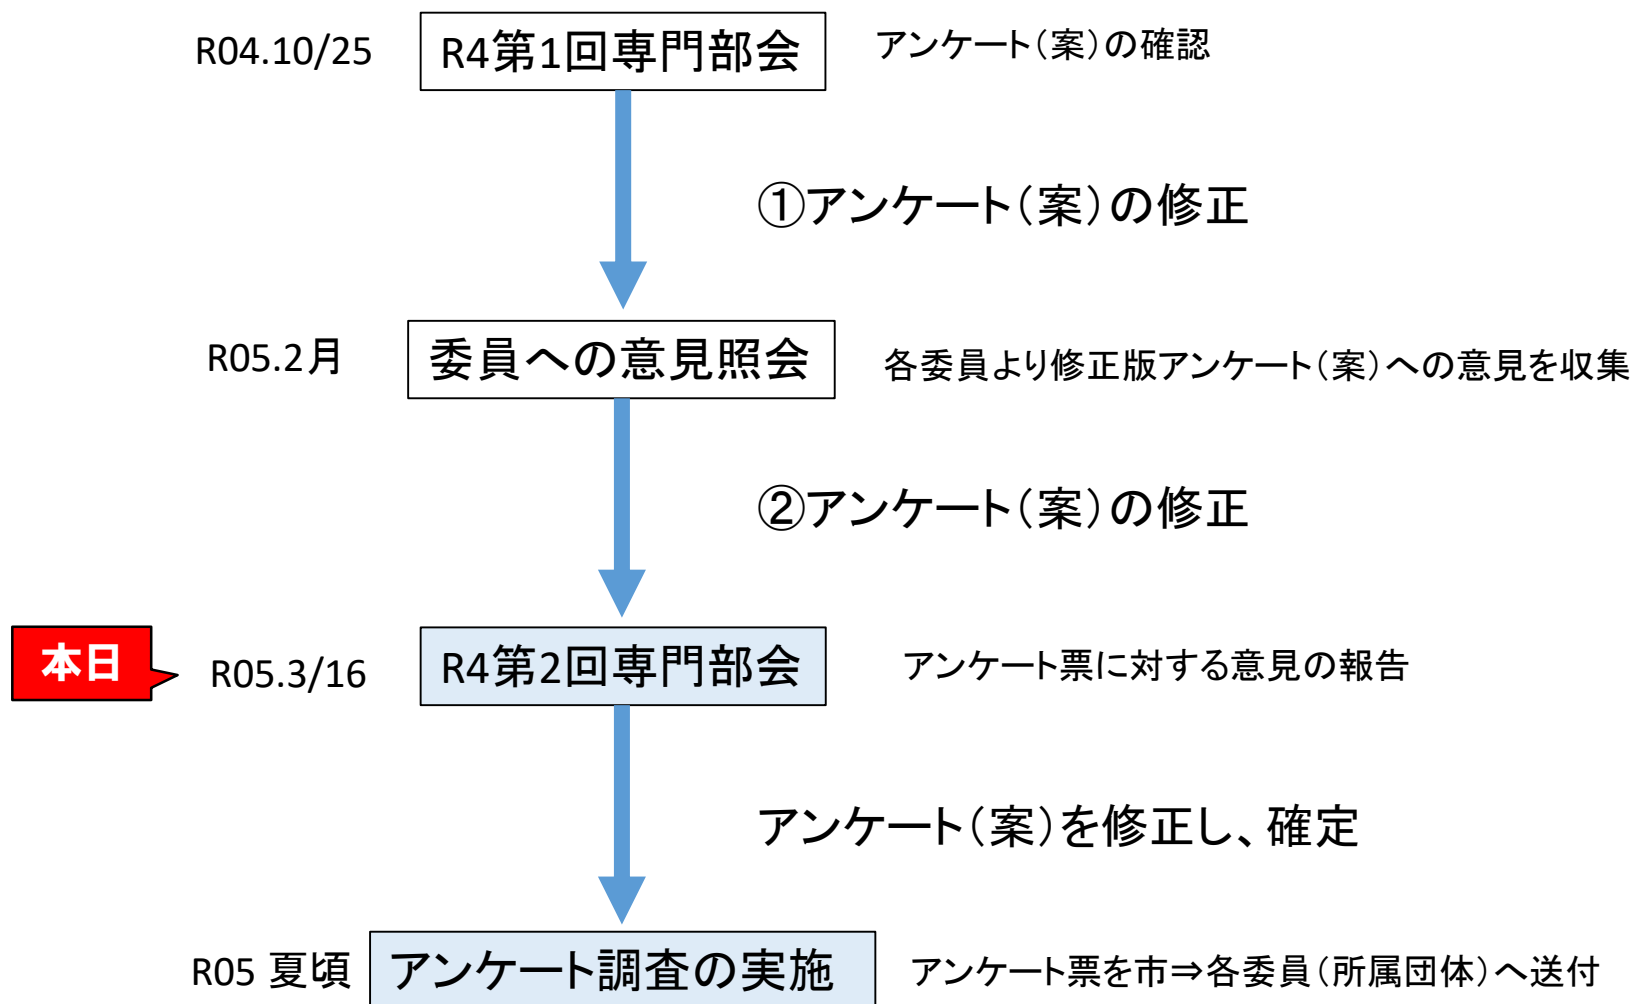 R04.10/25 R4第1回専門部会 アンケート(案)の確認
①アンケート(案)の修正
R05.2月 委員への意見照会 各委員より修正版アンケート(案)への意見を収集
②アンケート(案)の修正
本日 R05.3/16 R4第2回専門部会 アンケート票に対する意見の報告
アンケート(案)を修正し、確定
R05 夏頃 アンケート調査の実施 アンケート票を市⇒各委員(所属団体)へ送付